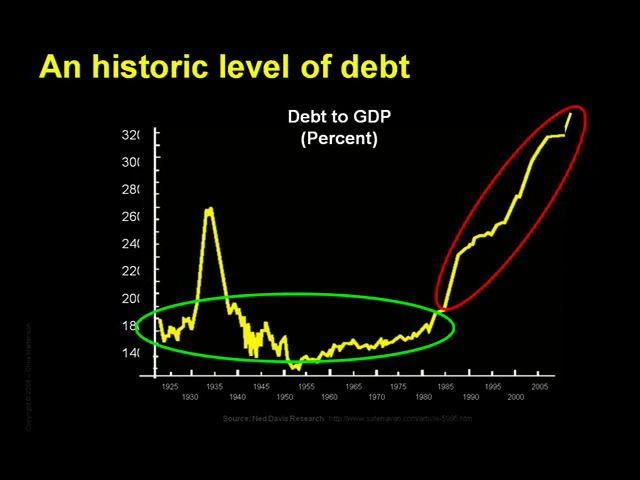 An historic level of debt
Debt to GDP
(Percent)
320
300
280
260
240
220
200
180
140
1925 1935 1945 1955 1965 1975 1985 1995 2005
1930 1940 1950 1960 1970 1980 1990 2000
Source: Ned Davis Research